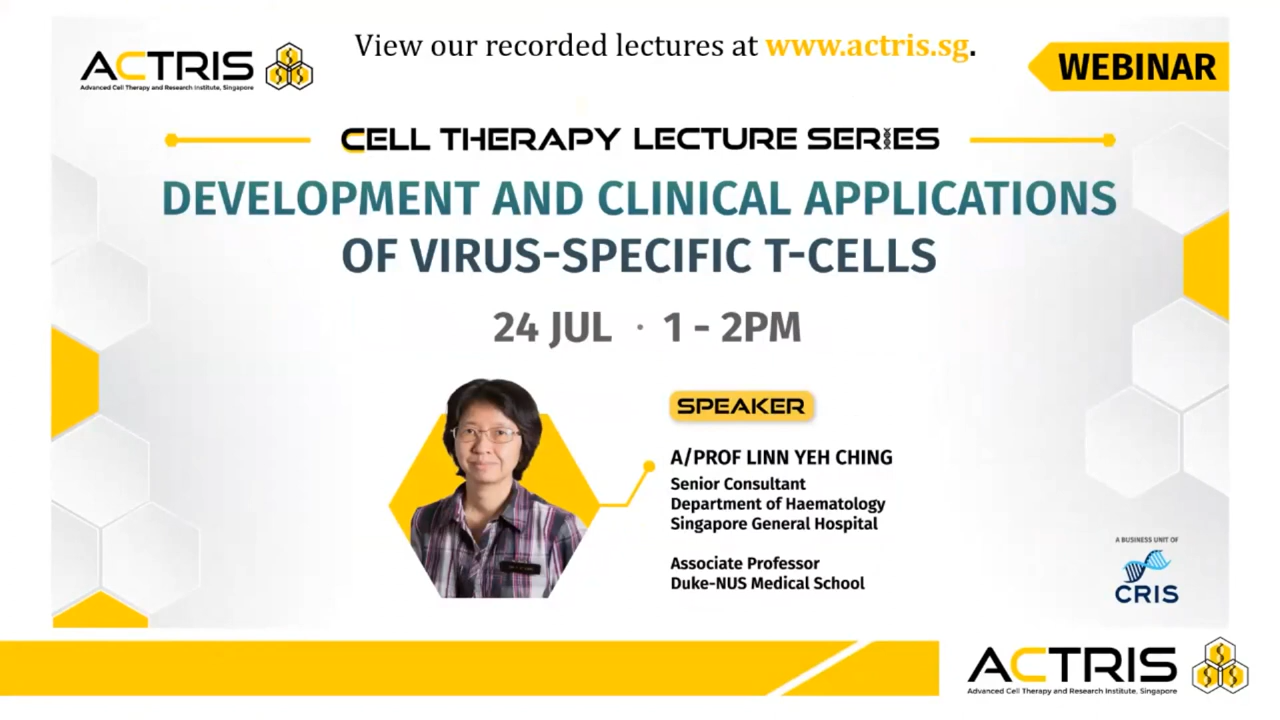 View our recorded lectures at www.actris.sg.
ACTRIS
Advanced Cell Therapy and Research Institute, Singapore
WEBINAR
CELL THERAPY LECTURE SERIES
DEVELOPMENT AND CLINICAL APPLICATIONS
OF VIRUS-SPECIFIC T-CELLS
24 JUL · 1 - 2PM
SPEAKER
A/PROF LINN YEH CHING
Senior Consultant
Department of Haematology
Singapore General Hospital
Associate Professor
Duke-NUS Medical School
A BUSINESS UNIT OF
CRIS
ACTRIS
Advanced Cell Therapy and Research Institute, Singapore